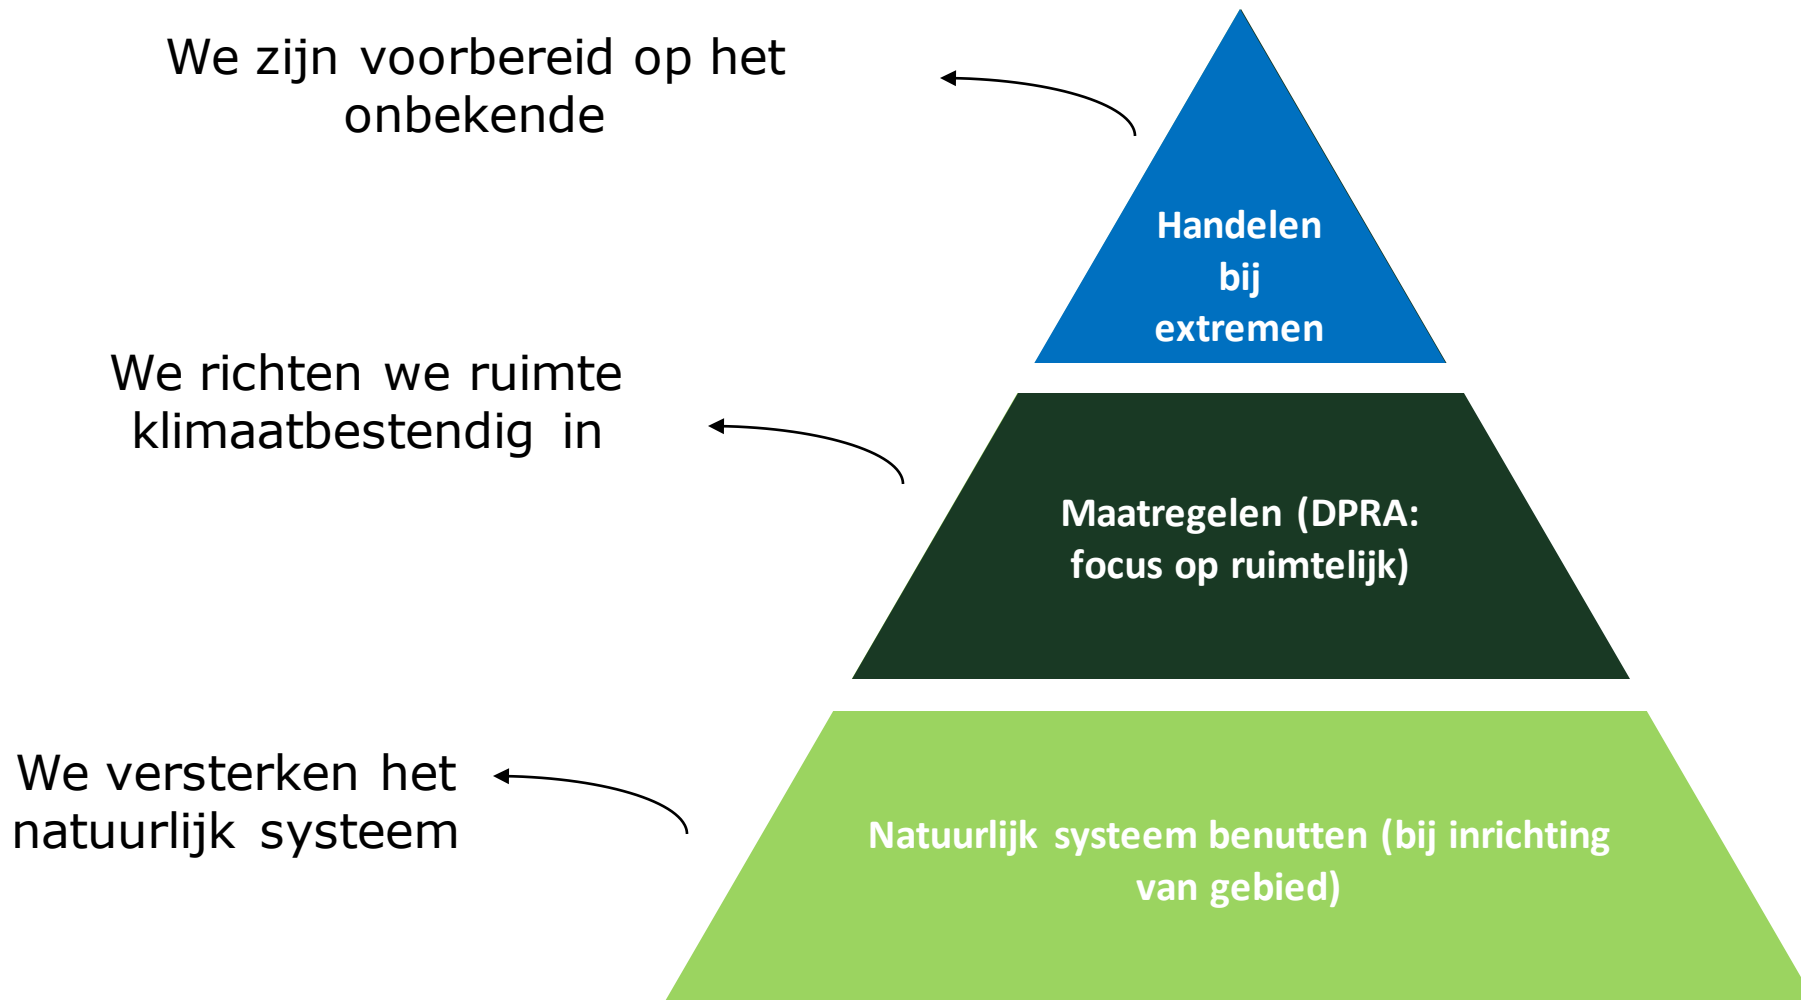 We zijn voorbereid op het
onbekende
Handelen
bij
extremen
We richten we ruimte
klimaatbestendig in
Maatregelen (DPRA:
focus op ruimtelijk)
We versterken het
natuurlijk systeem
Natuurlijk systeem benutten (bij inrichting
van gebied)